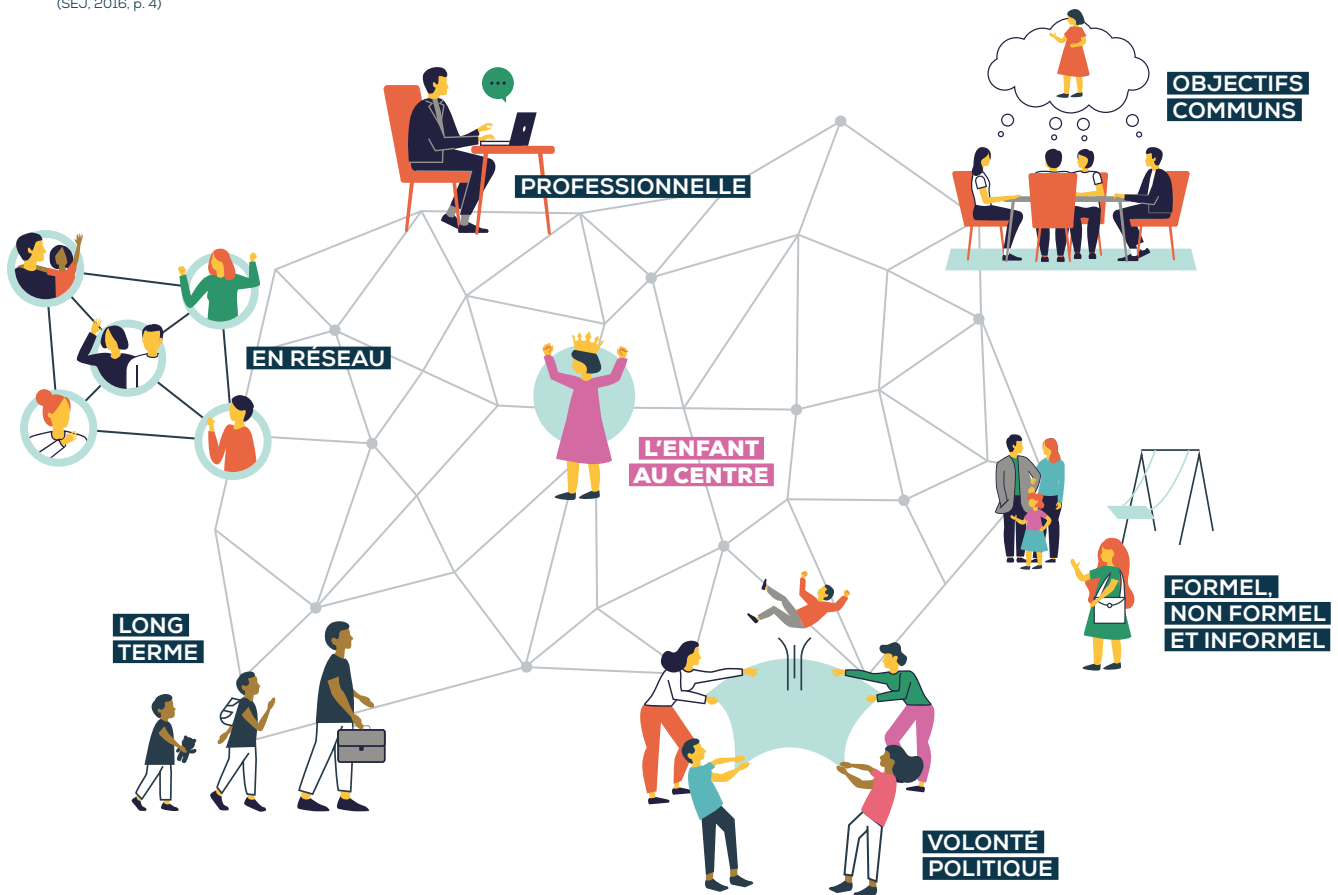 (SEJ, 2016, p. 4)
OBJECTIFS
COMMUNS
PROFESSIONNELLE
EN RÉSEAU
L'ENFANT
AU CENTRE
FORMEL,
NON FORMEL
ET INFORMEL
LONG
TERME
VOLONTÉ
POLITIQUE